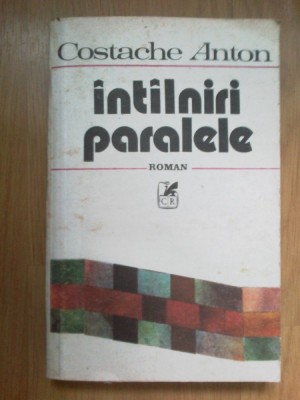 Costache Anton
întîlniri
paralele
ROMAN
CR